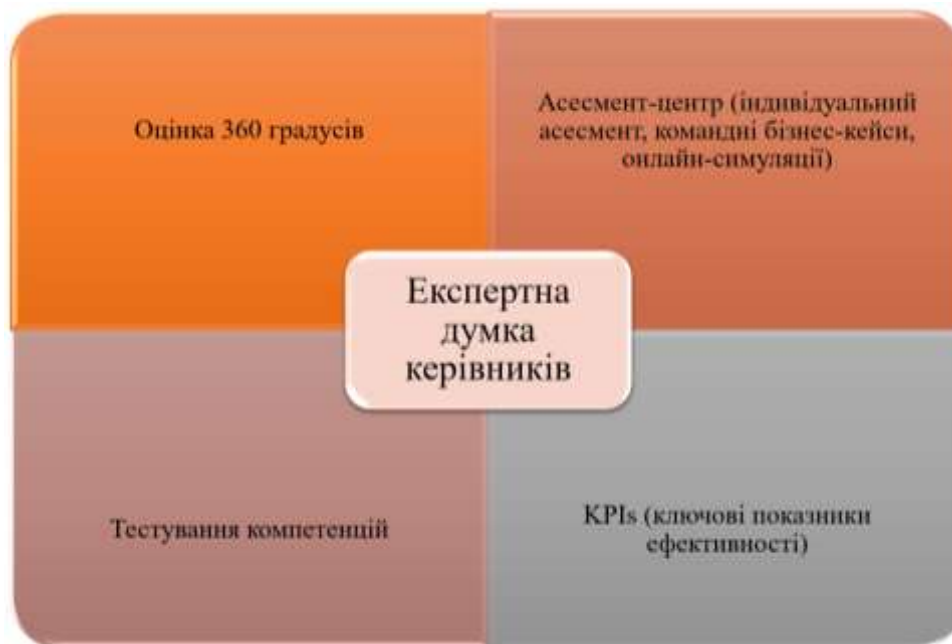 Оцінка 360 градусів
Асесмент-центр (індивідуальний
асесмент, командні бізнес-кейси,
онлайн-симуляції)
Експертна
думка
керівників
Тестування компетенцій
KPIs (ключові показники
ефективності)